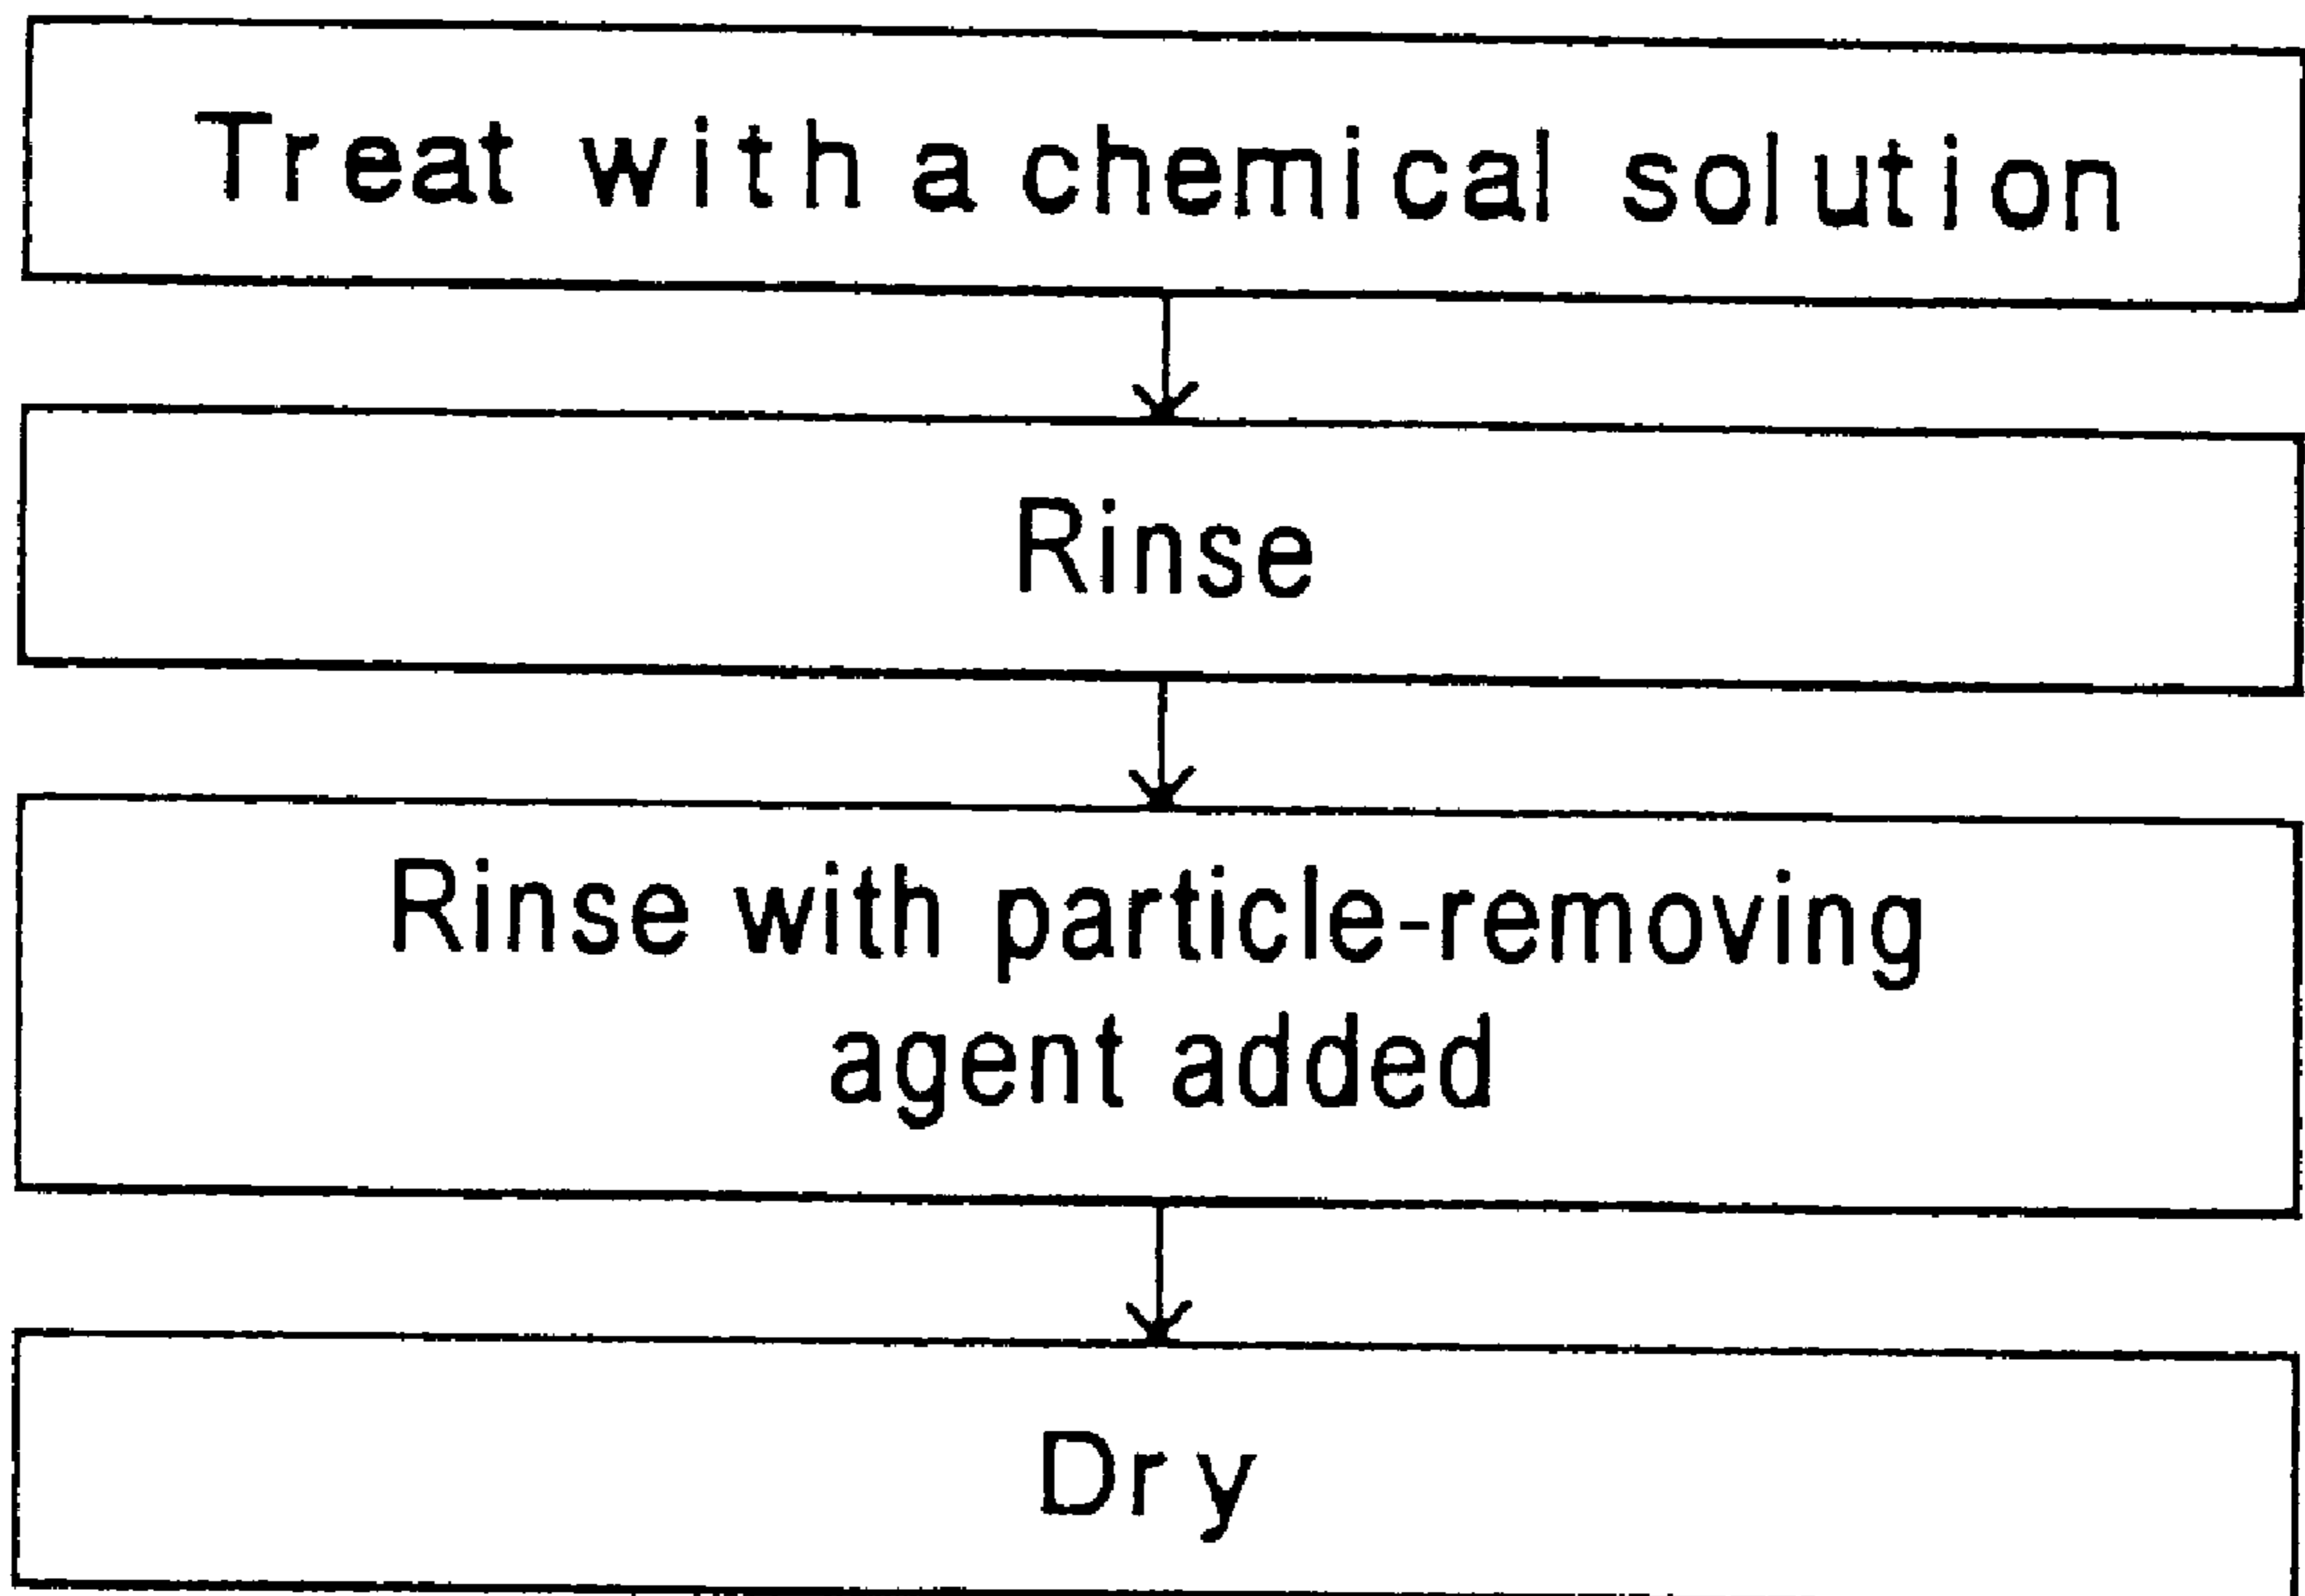 Treat with a chemical solution
Rinse
Rinse with particle-removing
agent added
Dry